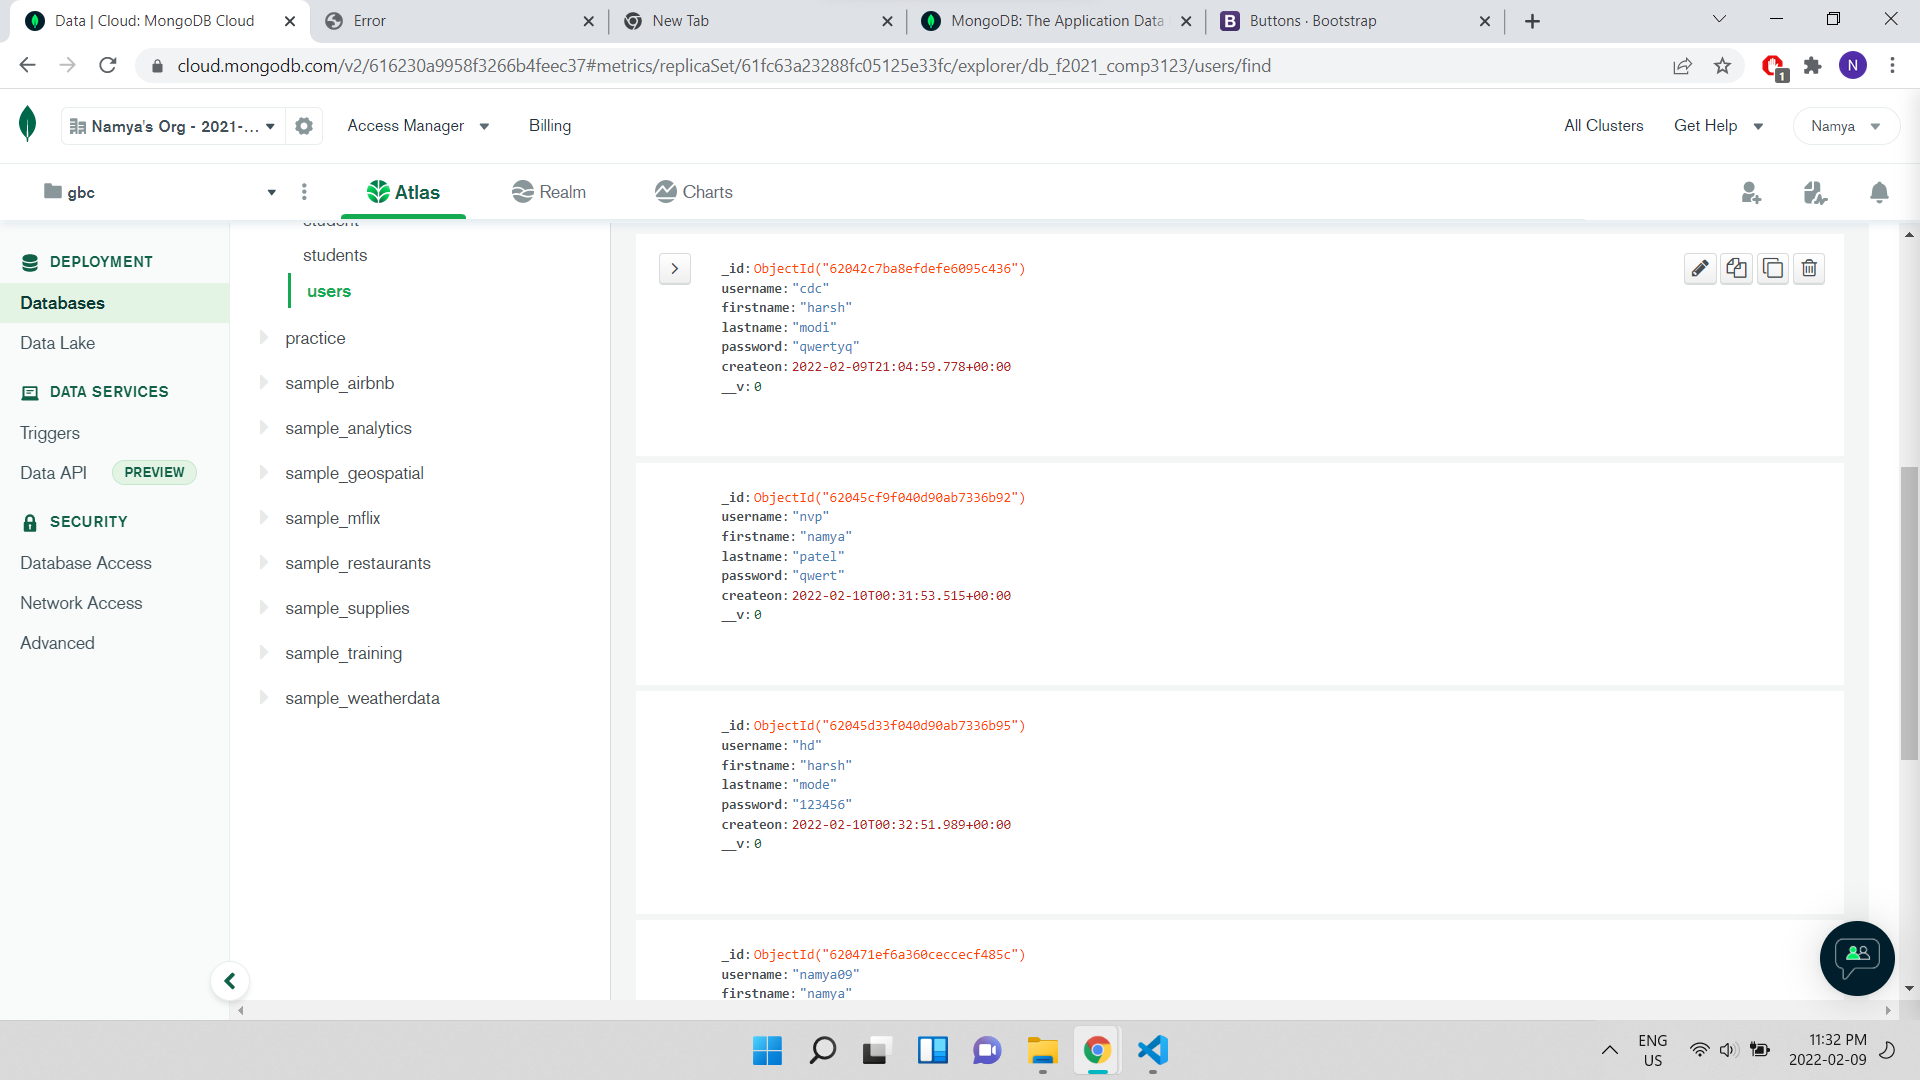 Data | Cloud: MongoDB Cloud
Error
New Tab
MongoDB: The Application Data
Buttons · Bootstrap
cloud.mongodb.com/v2/616230a9958f3266b4feec37#metrics/replicaSet/61fc63a23288fc05125e33fc/explorer/db_f2021_comp3123/users/find
1
N
Namya's Org - 2021-...
Access Manager
Billing
All Clusters
Get Help
Namya
gbc
Atlas
Realm
Charts
DEPLOYMENT
Databases
Data Lake
DATA SERVICES
Triggers
Data API PREVIEW
SECURITY
Database Access
Network Access
Advanced
student
students
users
practice
sample_airbnb
sample_analytics
sample_geospatial
sample_mflix
sample_restaurants
sample_supplies
sample_training
sample_weatherdata
_id: ObjectId("62042c7ba8efdefe6095c436")
username: "cdc"
firstname: "harsh"
lastname: "modi"
password: "qwertyq"
createon: 2022-02-09T21:04:59.778+00:00
__v: 0
_id: ObjectId("62045cf9f040d90ab7336b92")
username: "nvp"
firstname: "namya"
lastname: "patel"
password: "qwert"
createon: 2022-02-10T00:31:53.515+00:00
__v: 0
_id: ObjectId("62045d33f040d90ab7336b95")
username: "hd"
firstname: "harsh"
lastname: "mode"
password: "123456"
createon: 2022-02-10T00:32:51.989+00:00
__v: 0
_id: ObjectId("620471ef6a360ceccecf485c")
username: "namya09"
firstname: "namya"
ENG
US
11:32 PM
2022-02-09